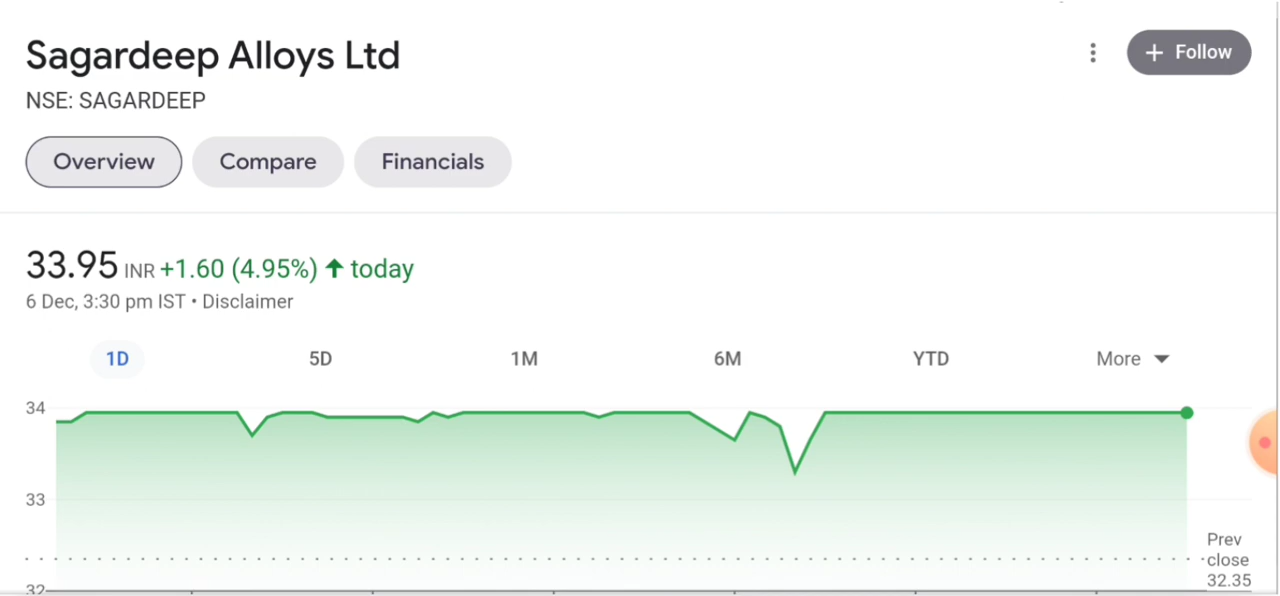 Sagardeep Alloys Ltd
+ Follow
NSE: SAGARDEEP
Overview Compare Financials
33.95 INR +1.60 (4.95%) ↑ today
6 Dec, 3:30 pm IST • Disclaimer
1D 5D 1M 6M YTD More
34
33
Prev
close
32.35
32